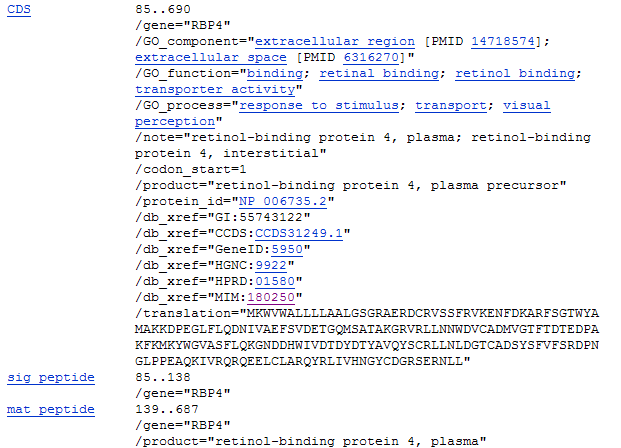 CDS 85..690
/gene="RBP4"
/GO_component="extracellular region [PMID 14718574];
extracellular space [PMID 6316270]"
/GO_function="binding; retinal binding; retinol binding;
transporter activity"
/GO_process="response to stimulus; transport; visual
perception"
/note="retinol-binding protein 4, plasma; retinol-binding
protein 4, interstitial"
/codon_start=1
/product="retinol-binding protein 4, plasma precursor"
/protein_id="NP_006735.2"
/db_xref="GI:55743122"
/db_xref="CCDS:CCDS31249.1"
/db_xref="GeneID:5950"
/db_xref="HGNC:9922"
/db_xref="HPRD:01580"
/db_xref="MIM:180250"
/translation="MKWVWALLLLAALGSGRAERDCRVSSFRVKENFDKARFSGTWYA
MAKKDPEGLFLQDNIVAEFSVDETGQMSATAKGRVRLLNNWDVCADMVGTFTDTEDPA
KFKMKYWGVASFLQKGNDDHWIVDTDYDTYAVQYSCRLLNLDGTCADSYSFVFSRDPN
GLPPEAQKIVRQRQEELCLARQYRLIVHNGYCDGRSERNLL"
sig_peptide 85..138
/gene="RBP4"
mat_peptide 139..687
/gene="RBP4"
/product="retinol-binding protein 4, plasma"